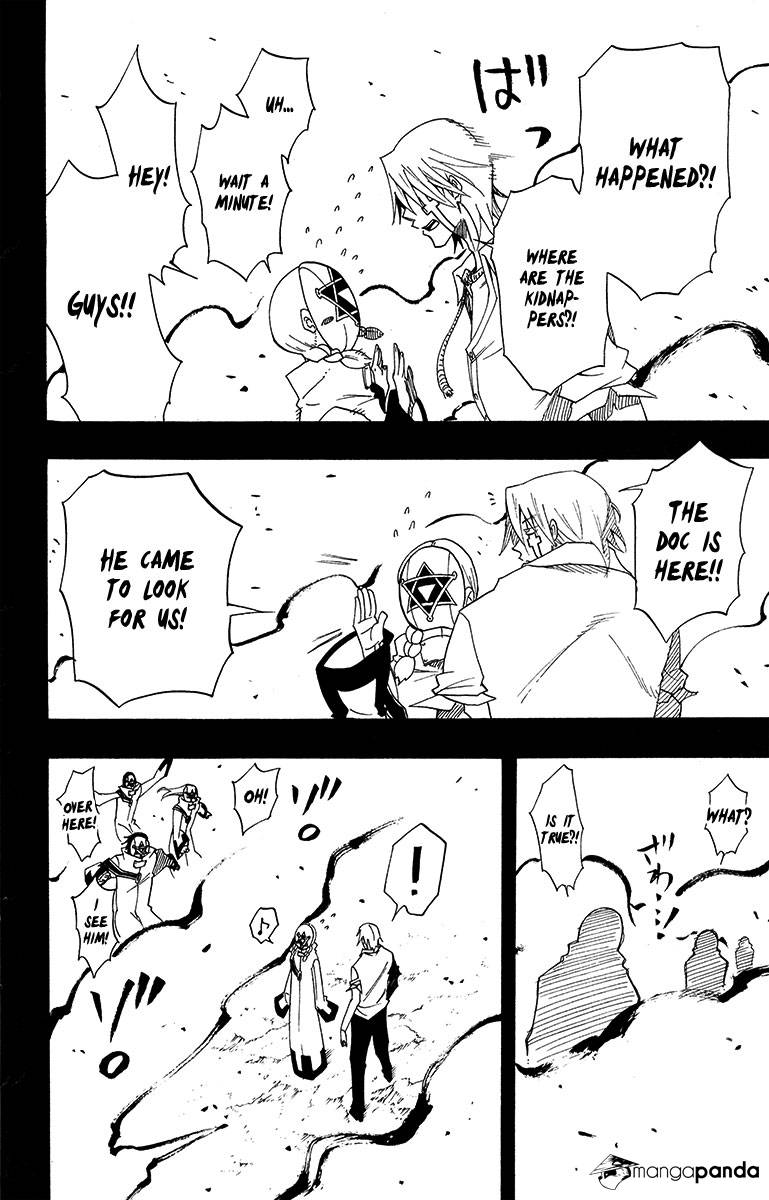 WHAT
HAPPENED?!
WHERE
ARE THE
KIDNAP-
PERS?!
ばっ
UH...
WAIT A
MINUTE!
HEY!
GUYS!!
THE
DOC IS
HERE!!
HE CAME
TO LOOK
FOR US!
WHAT?
IS IT
TRUE?!
ざわ
OH!
OVER
HERE!
I
SEE
HIM!
!
♪
mangapanda